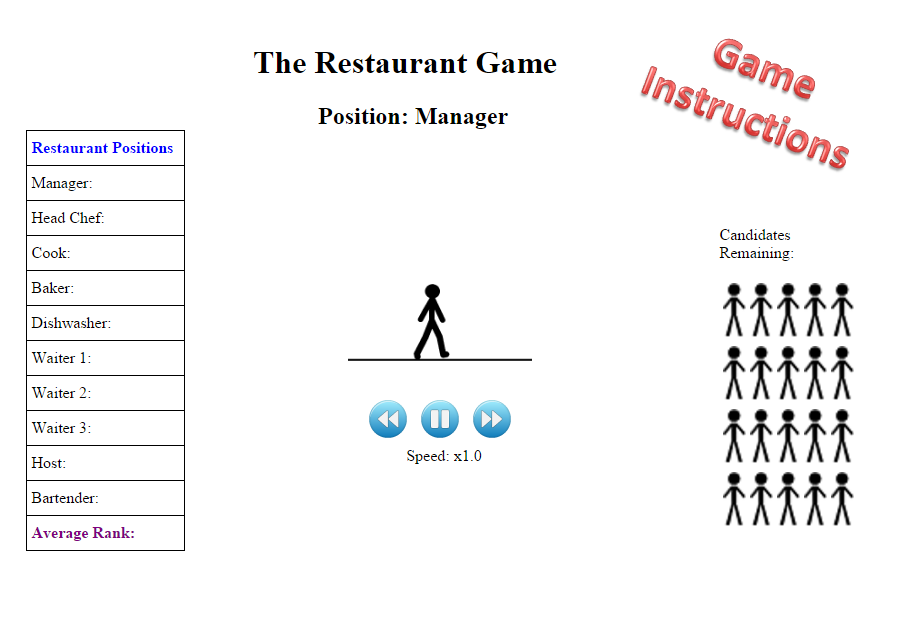 The Restaurant Game
Position: Manager
Game
Instructions
Restaurant Positions
Manager:
Head Chef:
Cook:
Baker:
Dishwasher:
Waiter 1:
Waiter 2:
Waiter 3:
Host:
Bartender:
Average Rank:
Speed: x1.0
Candidates
Remaining: